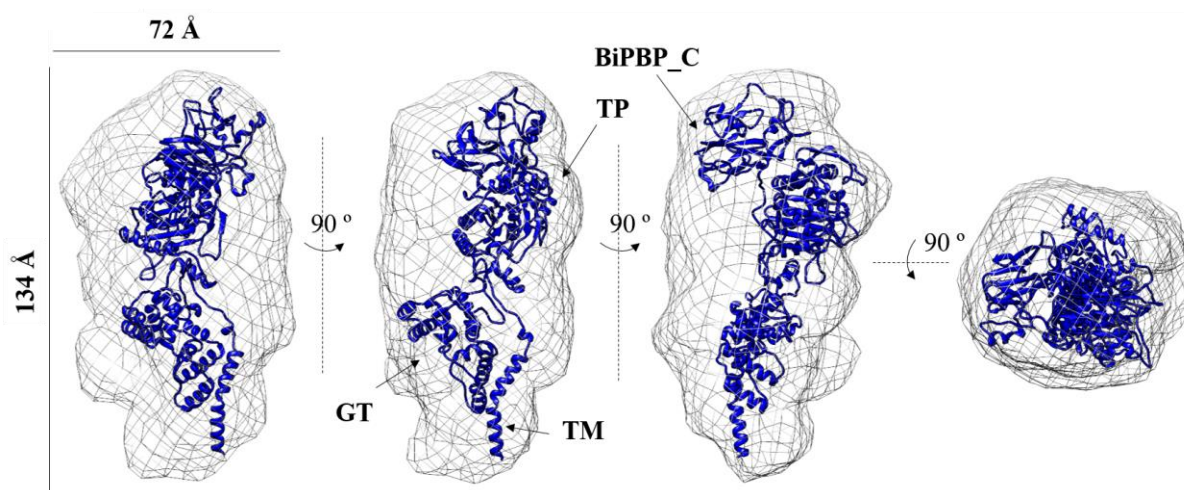 72 Å
134 Å
BiPBP_C
TP
90 º
90 º
90 º
GT
TM